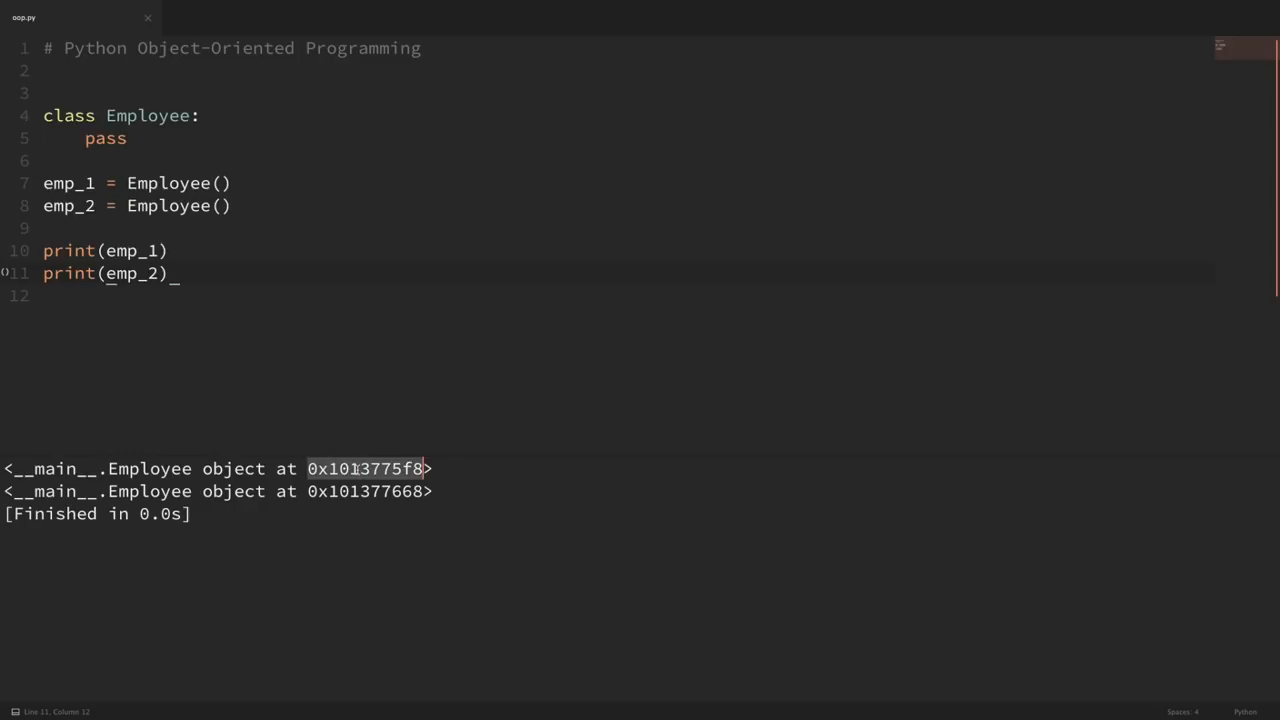 oop.py
1 # Python Object-Oriented Programming
2
3
4 class Employee:
5     pass
6
7 emp_1 = Employee()
8 emp_2 = Employee()
9
10 print(emp_1)
11 print(emp_2)
12
<__main__.Employee object at 0x1013775f8>
<__main__.Employee object at 0x101377668>
[Finished in 0.0s]
Line 11, Column 12 Spaces: 4 Python